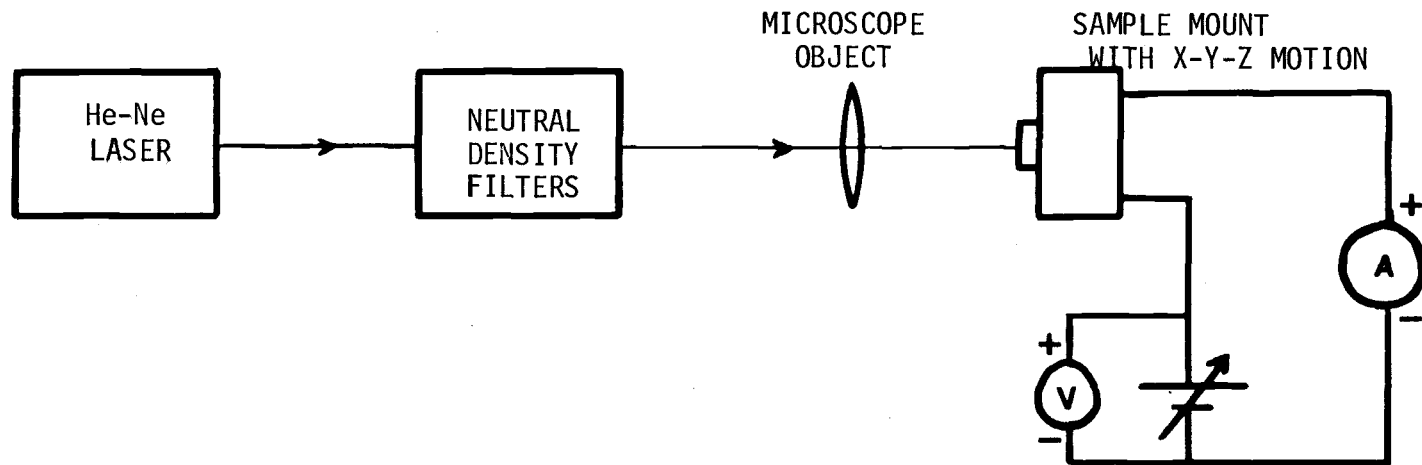 He-Ne
LASER
NEUTRAL
DENSITY
FILTERS
MICROSCOPE
OBJECT
SAMPLE MOUNT
WITH X-Y-Z MOTION
+
A
−
+
V
−